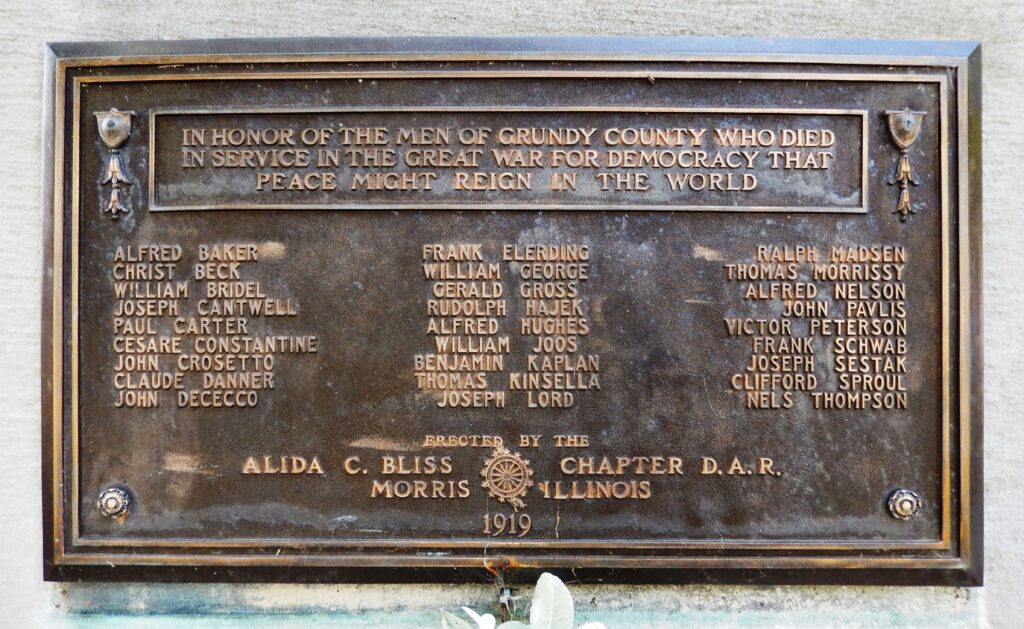 IN HONOR OF THE MEN OF GRUNDY COUNTY WHO DIED
IN SERVICE IN THE GREAT WAR FOR DEMOCRACY THAT
PEACE MIGHT REIGN IN THE WORLD
ALFRED BAKER
CHRIST BECK
WILLIAM BRIDEL
JOSEPH CANTWELL
PAUL CARTER
CESARE CONSTANTINE
JOHN CROSETTO
CLAUDE DANNER
JOHN DECECCO
FRANK ELERDING
WILLIAM GEORGE
GERALD GROSS
RUDOLPH HAJEK
ALFRED HUGHES
WILLIAM JOOS
BENJAMIN KAPLAN
THOMAS KINSELLA
JOSEPH LORD
RALPH MADSEN
THOMAS MORRISSY
ALFRED NELSON
JOHN PAVLIS
VICTOR PETERSON
FRANK SCHWAB
JOSEPH SESTAK
CLIFFORD SPROUL
NELS THOMPSON
ERECTED BY THE
ALIDA C. BLISS CHAPTER D.A.R.
MORRIS ILLINOIS
1919